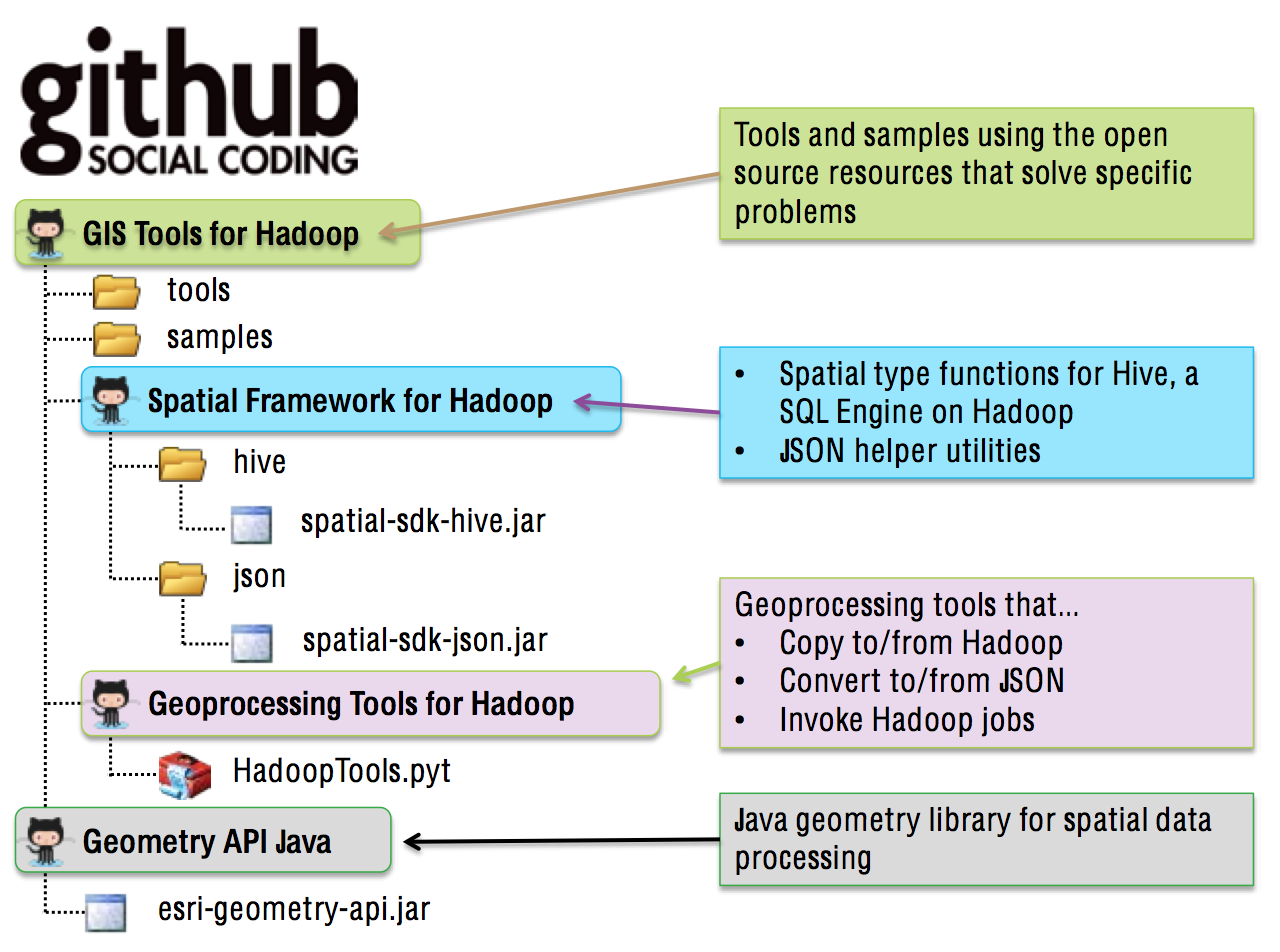 github
SOCIAL CODING
Tools and samples using the open
source resources that solve specific
problems
GIS Tools for Hadoop
tools
samples
Spatial Framework for Hadoop
• Spatial type functions for Hive, a
SQL Engine on Hadoop
• JSON helper utilities
hive
spatial-sdk-hive.jar
json
spatial-sdk-json.jar
Geoprocessing tools that...
• Copy to/from Hadoop
• Convert to/from JSON
• Invoke Hadoop jobs
Geoprocessing Tools for Hadoop
HadoopTools.pyt
Geometry API Java
Java geometry library for spatial data
processing
esri-geometry-api.jar